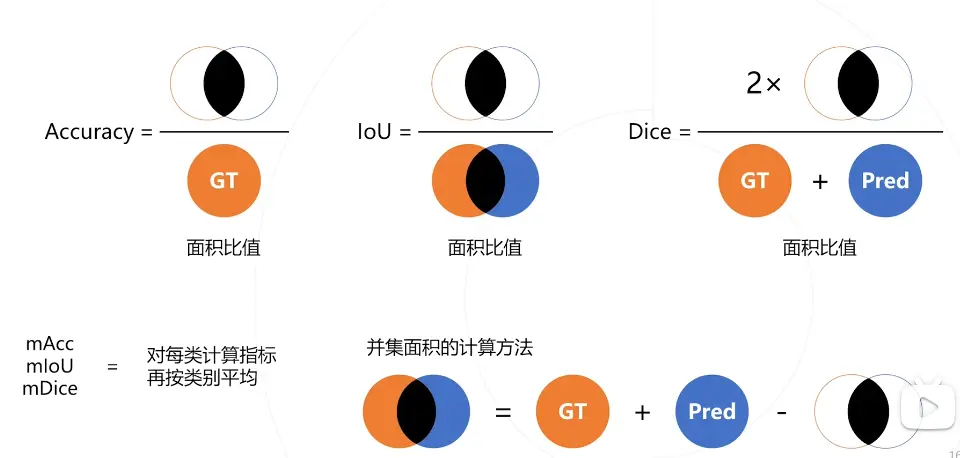 2×
Accuracy =
IoU =
Dice =
GT
GT
+
Pred
面积比值
面积比值
面积比值
mAcc
mIoU
mDice
=
对每类计算指标
再按类别平均
并集面积的计算方法
=
GT
+
Pred
-
16